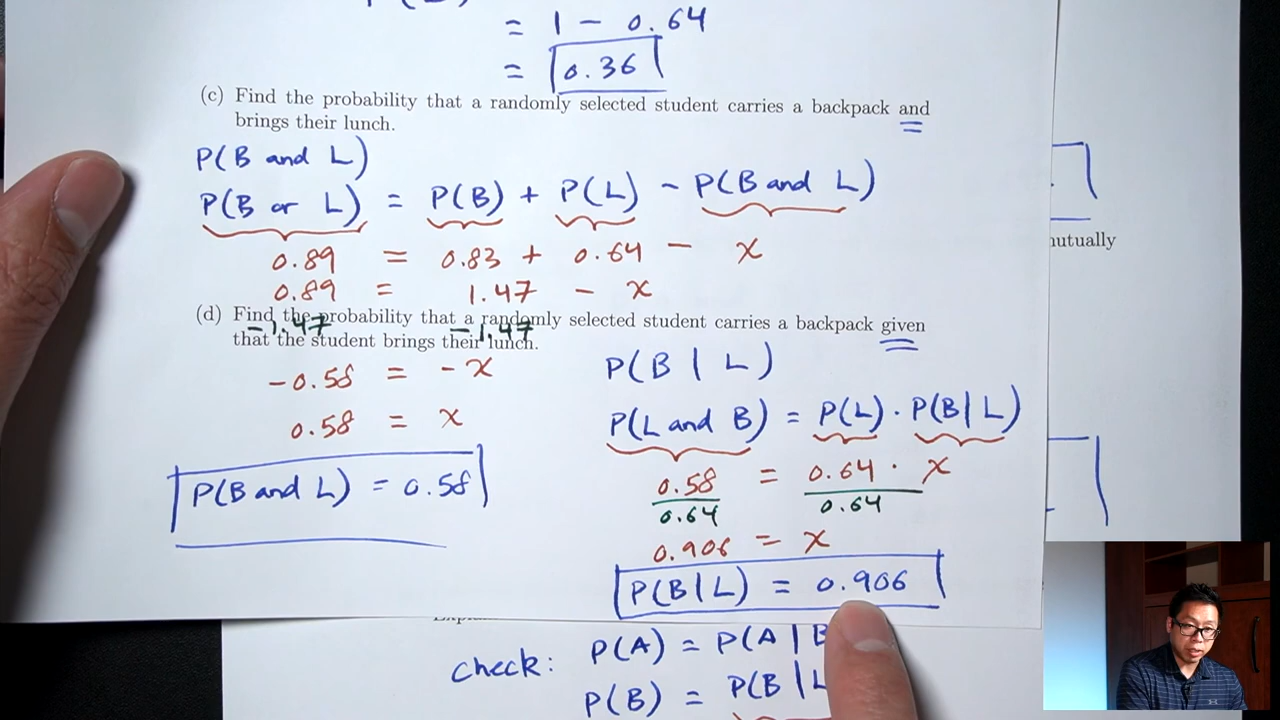 = 1 - 0.64
= 0.36
(c) Find the probability that a randomly selected student carries a backpack and
brings their lunch.
P(B and L)
P(B or L) = P(B) + P(L) - P(B and L)
0.89 = 0.83 + 0.64 - x
0.89 = 1.47 - x
(d) Find the probability that a randomly selected student carries a backpack given
that the student brings their lunch.
-1.47 -1.47
-0.58 = -x
0.58 = x
P(B and L) = 0.58
P(B | L)
P(L and B) = P(L) · P(B | L)
0.58 = 0.64 · x
0.64 0.64
0.906 = x
P(B | L) = 0.906
mutually
check: P(A) = P(A | B
P(B) = P(B | L